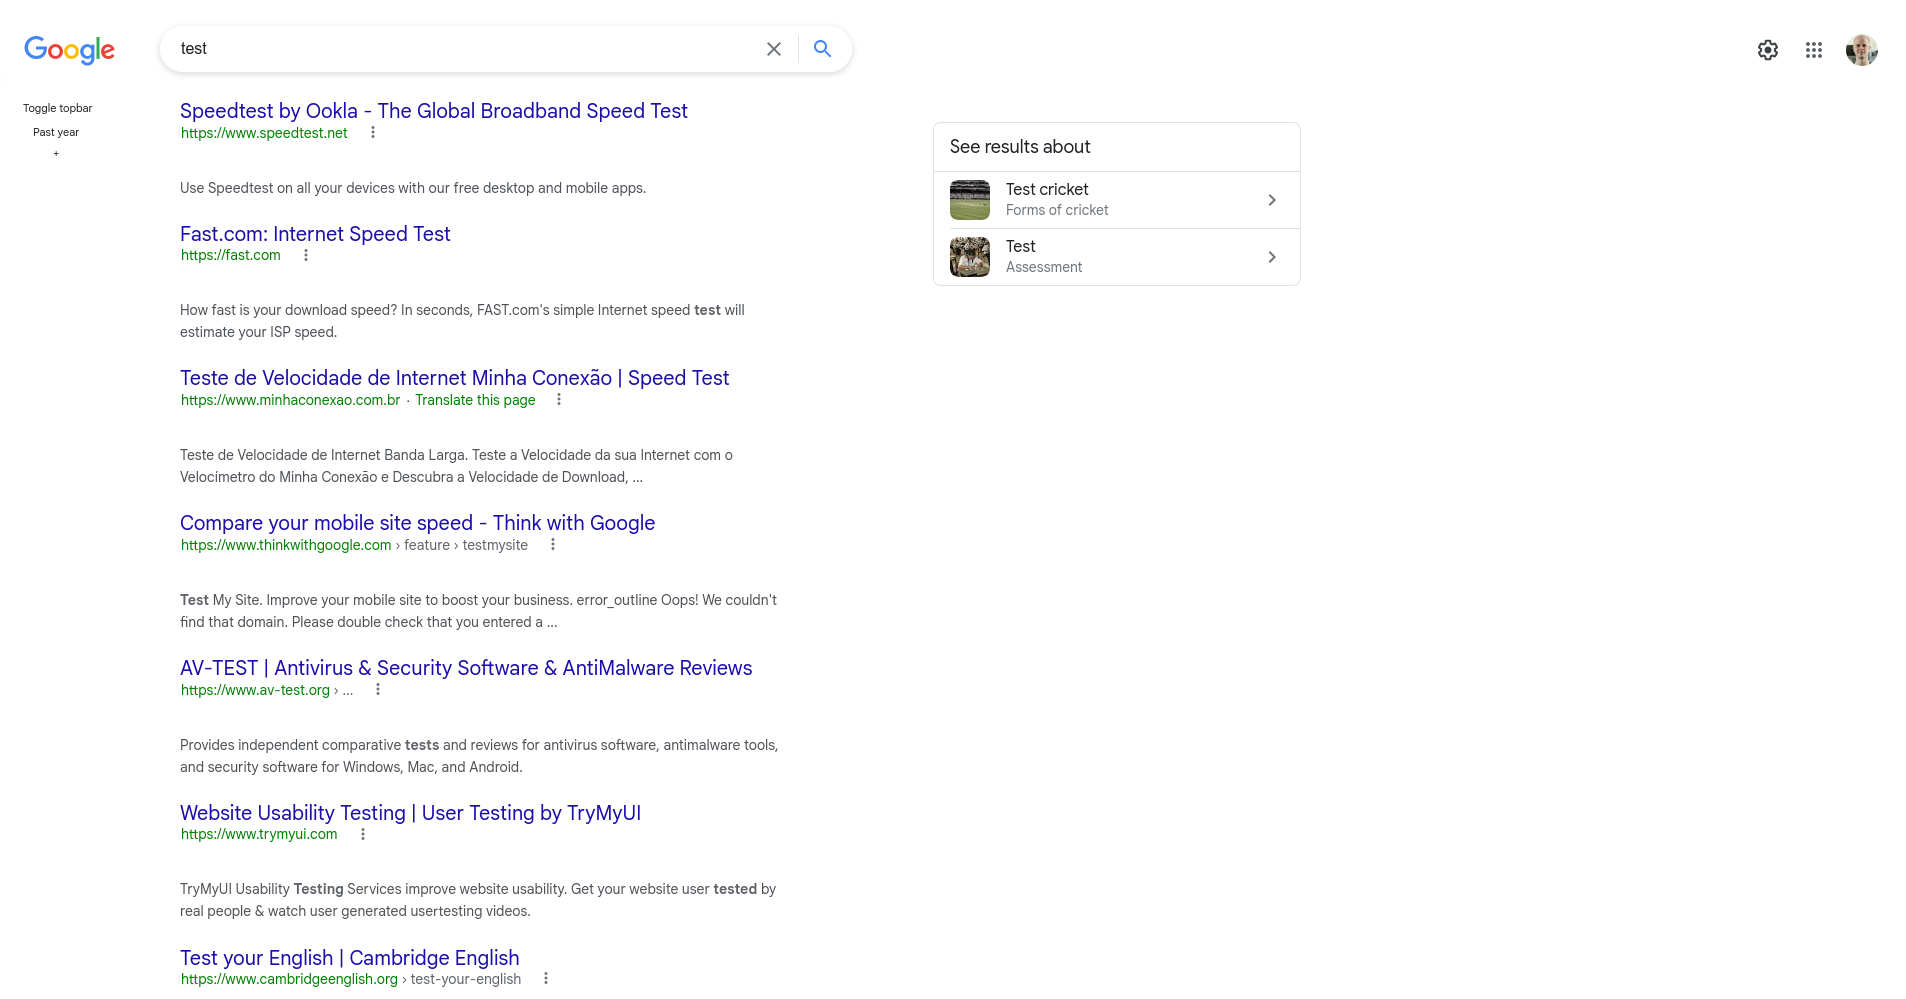 Google
test
Toggle topbar
Past year
+
Speedtest by Ookla - The Global Broadband Speed Test
https://www.speedtest.net
Use Speedtest on all your devices with our free desktop and mobile apps.
Fast.com: Internet Speed Test
https://fast.com
How fast is your download speed? In seconds, FAST.com's simple Internet speed test will
estimate your ISP speed.
Teste de Velocidade de Internet Minha Conexão | Speed Test
https://www.minhaconexao.com.br · Translate this page
Teste de Velocidade de Internet Banda Larga. Teste a Velocidade da sua Internet com o
Velocímetro do Minha Conexão e Descubra a Velocidade de Download, ...
Compare your mobile site speed - Think with Google
https://www.thinkwithgoogle.com › feature › testmysite
Test My Site. Improve your mobile site to boost your business. error_outline Oops! We couldn't
find that domain. Please double check that you entered a ...
AV-TEST | Antivirus & Security Software & AntiMalware Reviews
https://www.av-test.org › ...
Provides independent comparative tests and reviews for antivirus software, antimalware tools,
and security software for Windows, Mac, and Android.
Website Usability Testing | User Testing by TryMyUI
https://www.trymyui.com
TryMyUI Usability Testing Services improve website usability. Get your website user tested by
real people & watch user generated usertesting videos.
Test your English | Cambridge English
https://www.cambridgeenglish.org › test-your-english
See results about
Test cricket
Forms of cricket
Test
Assessment